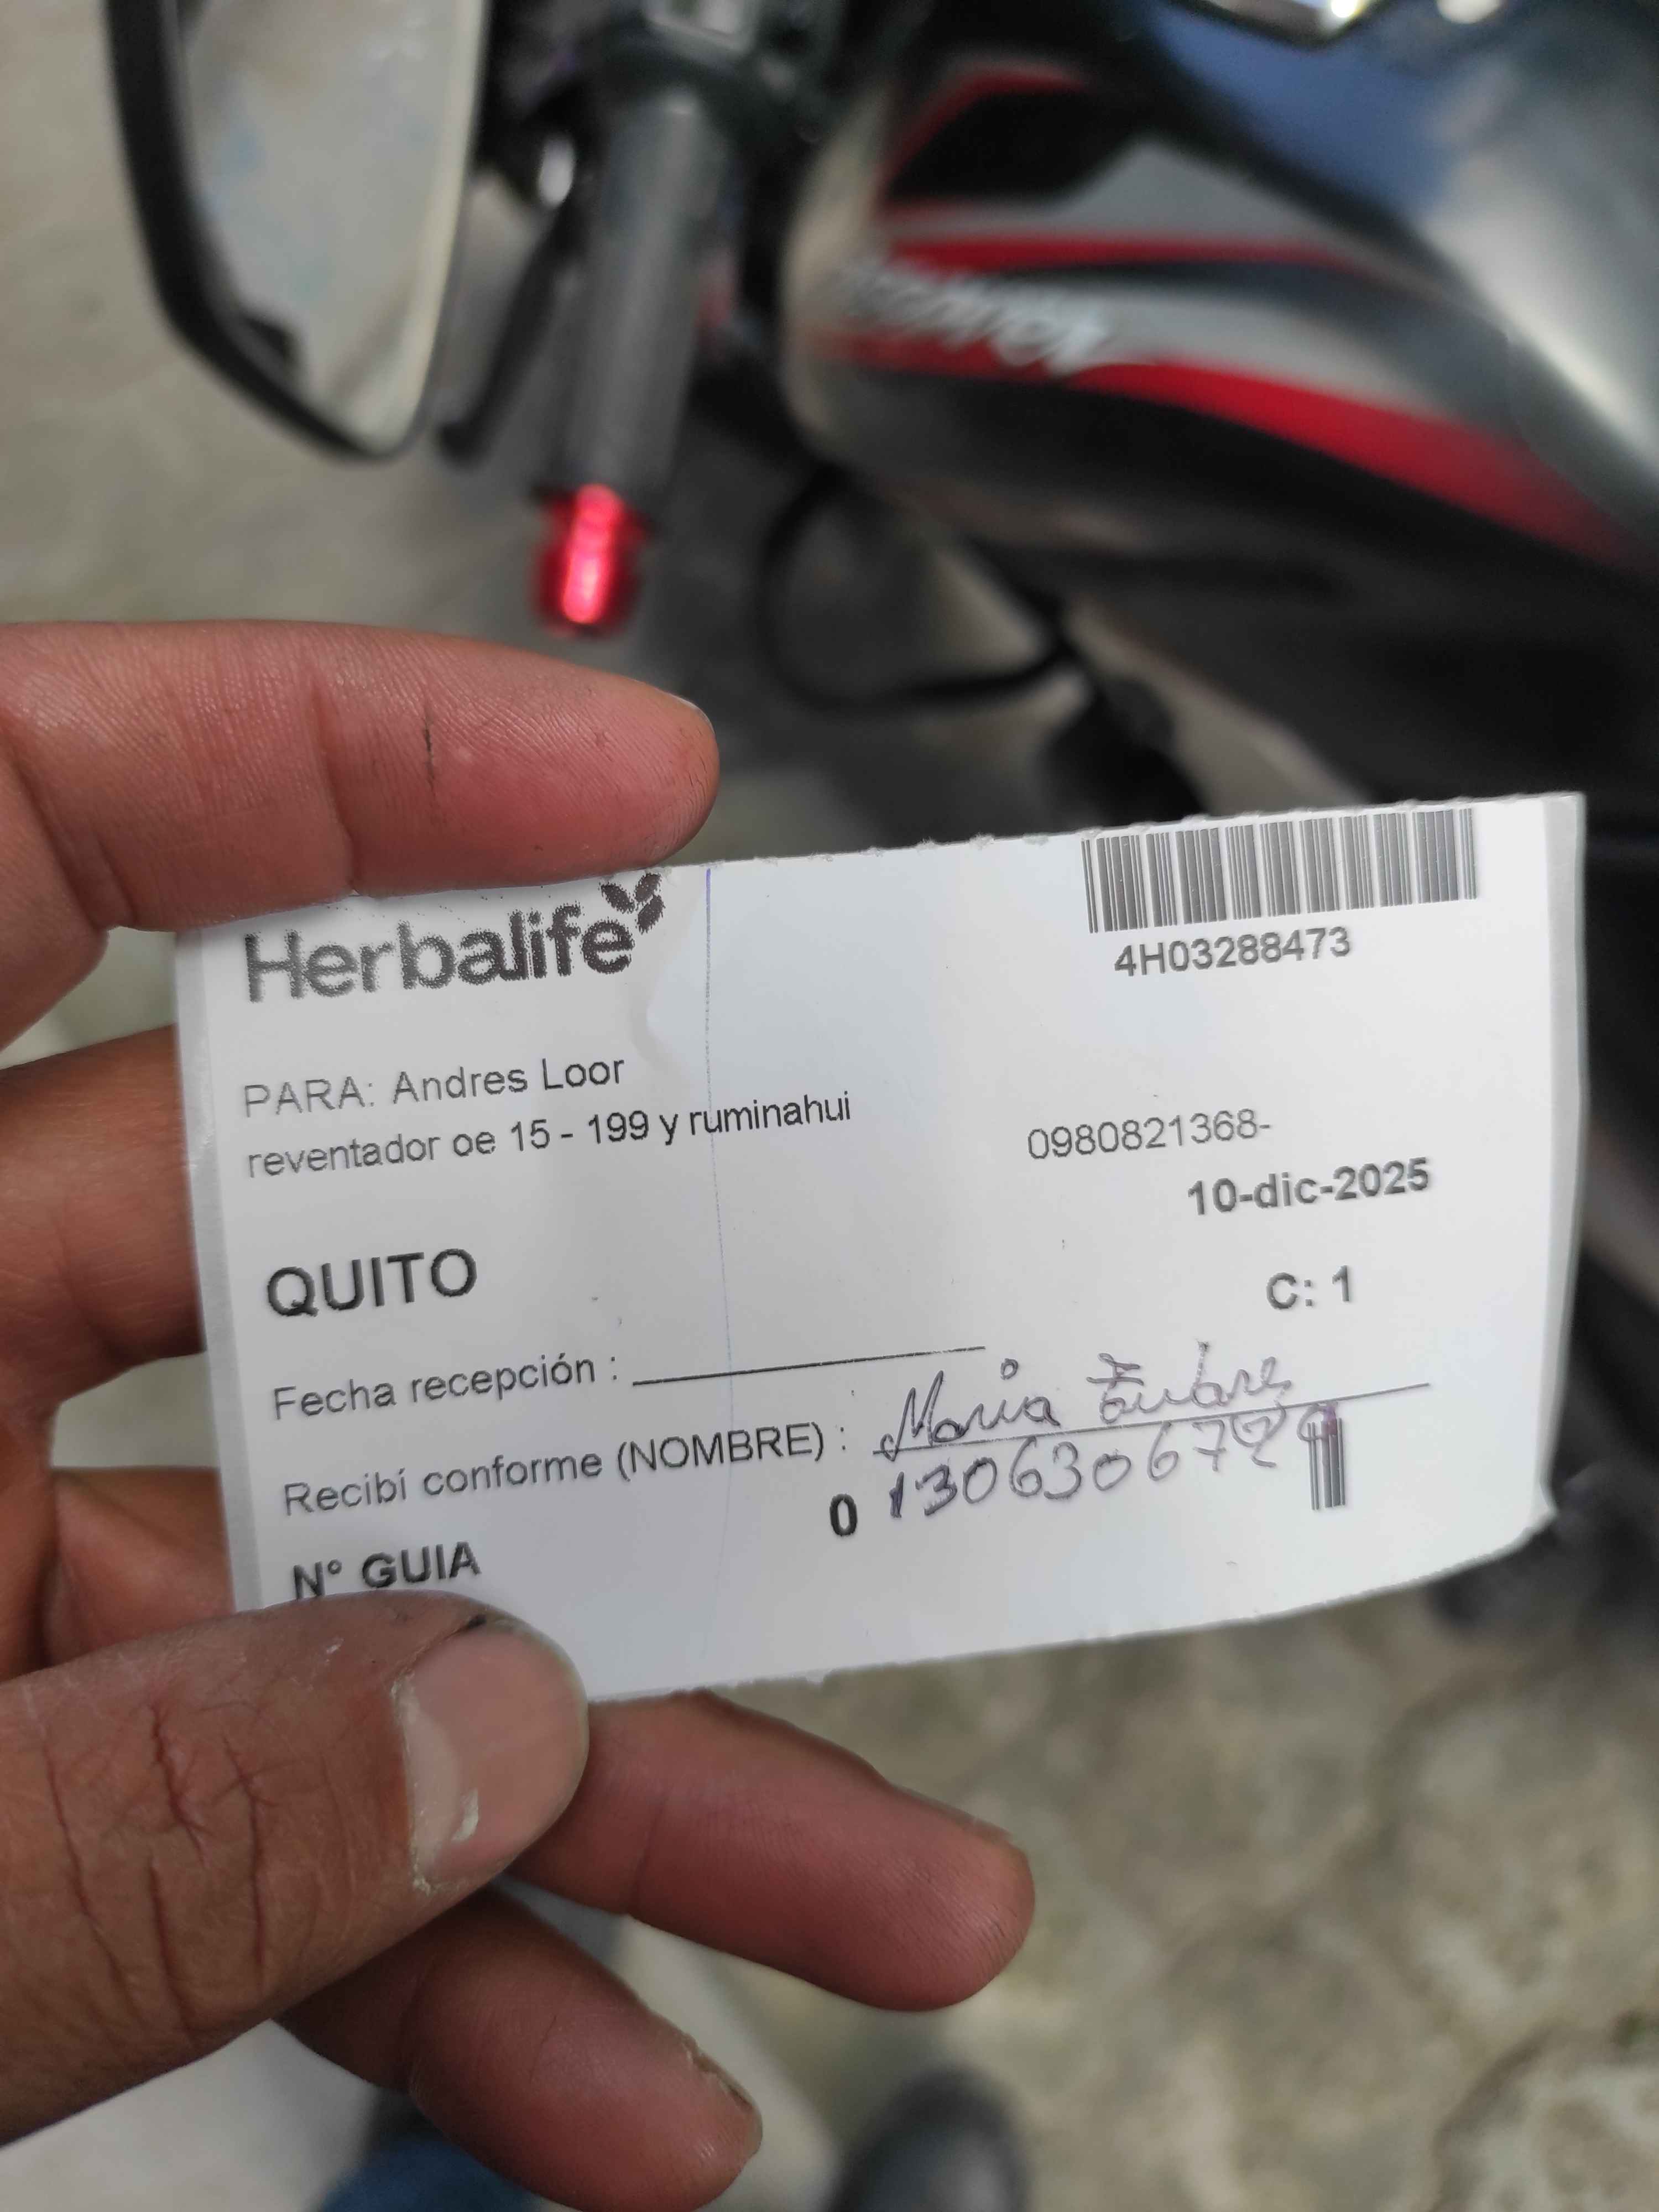 Herbalife
4H03288473
PARA: Andres Loor
reventador oe 15 - 199 y ruminahui
0980821368-
10-dic-2025
QUITO
C: 1
Fecha recepción :
Recibí conforme (NOMBRE) : Maria
0
N° GUIA